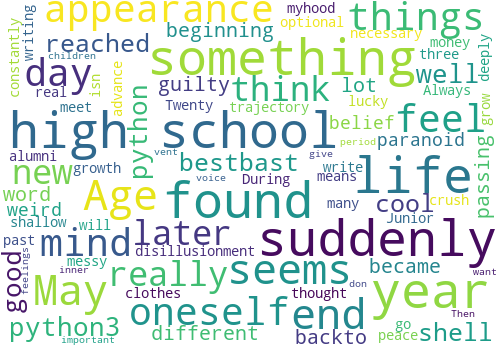 appearance
myhood
things
writing
beginning
optional
necessary
constantly
reached
something
money
three
deeply
day
isn
guilty
think
lot
well
Always
real
advance
Twenty
lucky
children
meet
python
trajectory
feel
grow
high school
belief
passing
alumni
growth
vent
give
bestbast
write
paranoid
period
new
Age
During
means
life
word
voice
found
many
cool
crush
weird
will
Junior
shallow
mind
later
suddenly
past
messy
disillusionment
became
good
feelings
inner
really
seems
Then
want
May
clothes
thought
don
year
python3
oneself
end
go
shell
important
different
backto
peace